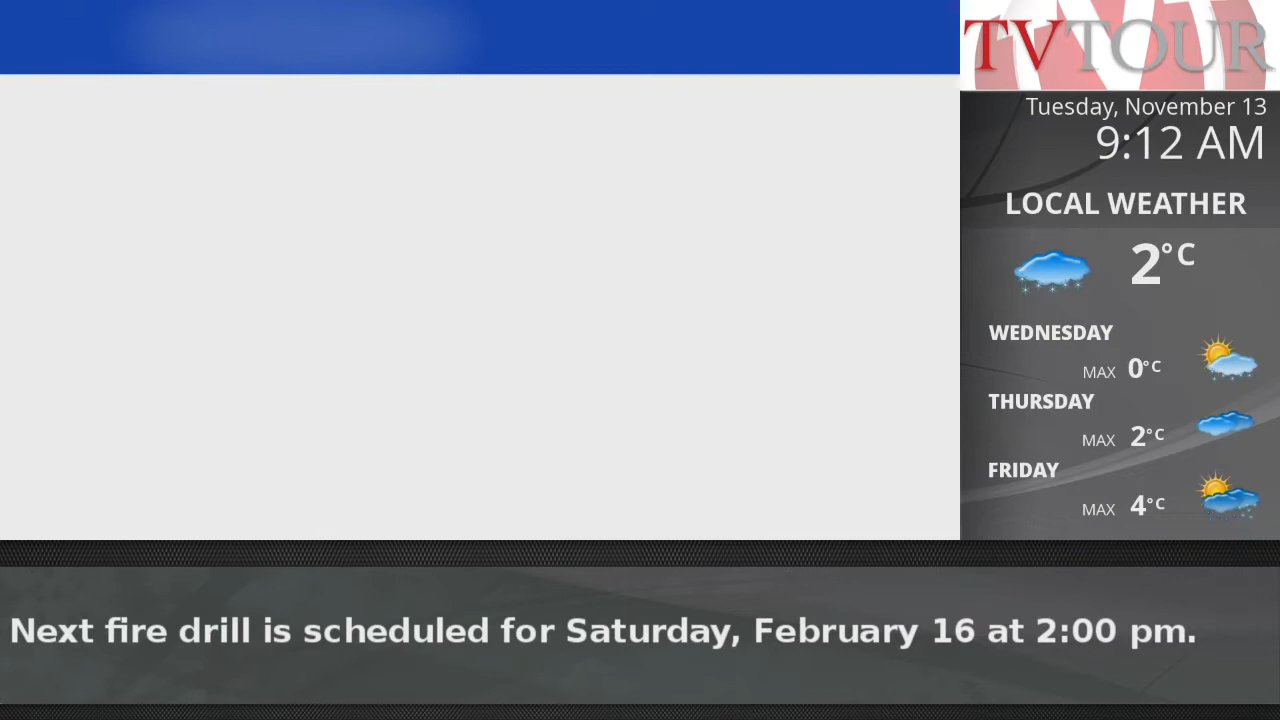 TVTOUR
Tuesday, November 13
9:12 AM
LOCAL WEATHER
2°C
WEDNESDAY
MAX 0°C
THURSDAY
MAX 2°C
FRIDAY
MAX 4°C
Next fire drill is scheduled for Saturday, February 16 at 2:00 pm.